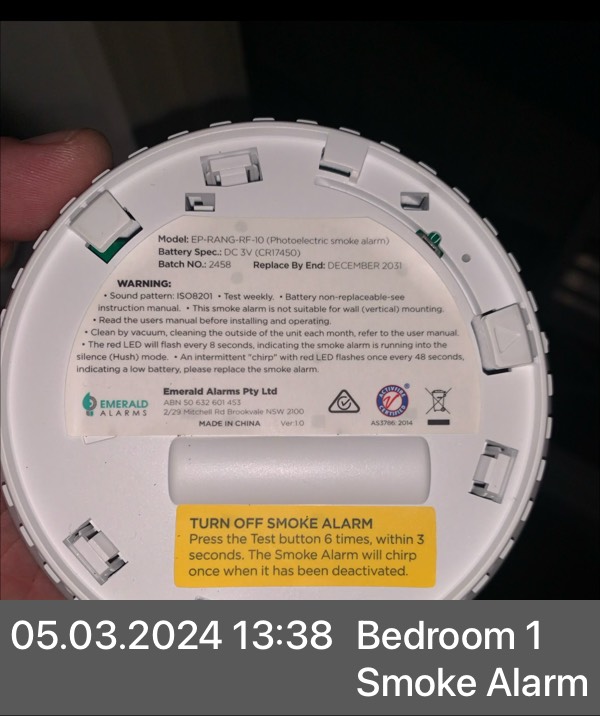 Model: EP-RANG-RF-10 (Photoelectric smoke alarm)
Battery Spec.: DC 3V (CR17450)
Batch NO.: 2458 Replace By End: DECEMBER 2031
WARNING:
• Sound pattern: ISO8201 • Test weekly. • Battery non-replaceable-see
instruction manual. • This smoke alarm is not suitable for wall (vertical) mounting.
• Read the users manual before installing and operating.
• Clean by vacuum, cleaning the outside of the unit each month, refer to the user manual.
• The red LED will flash every 8 seconds, indicating the smoke alarm is running into the
silence (Hush) mode. • An intermittent "chirp" with red LED flashes once every 48 seconds,
indicating a low battery, please replace the smoke alarm.
EMERALD
ALARMS
Emerald Alarms Pty Ltd
ABN 50 632 601 453
2/29 Mitchell Rd Brookvale NSW 2100
MADE IN CHINA Ver:1.0
ACTIVFIRE
CERTIFIED
AS3786: 2014
TURN OFF SMOKE ALARM
Press the Test button 6 times, within 3
seconds. The Smoke Alarm will chirp
once when it has been deactivated.
05.03.2024 13:38 Bedroom 1
Smoke Alarm